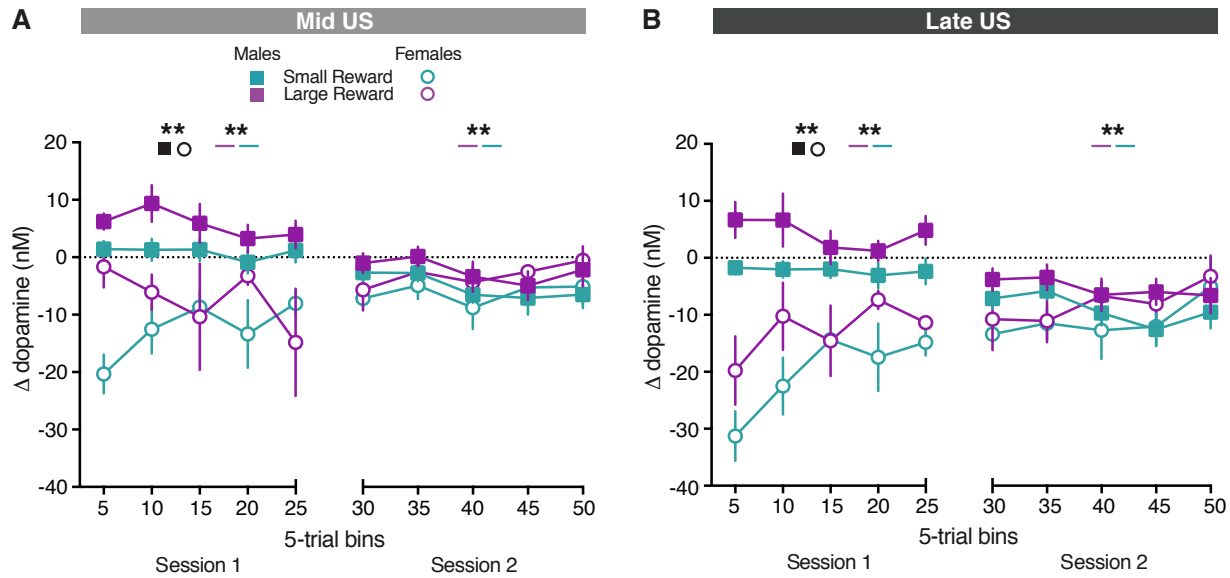 A
Mid US
Males Females
Small Reward
Large Reward
** ** **
20
10
0
-10
-20
-30
-40
Δ dopamine (nM)
5 10 15 20 25 30 35 40 45 50
5-trial bins
Session 1 Session 2
B
Late US
** ** **
20
10
0
-10
-20
-30
-40
Δ dopamine (nM)
5 10 15 20 25 30 35 40 45 50
5-trial bins
Session 1 Session 2